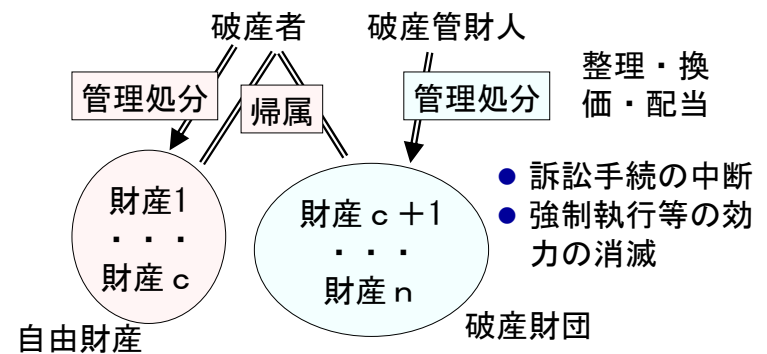 破産者
破産管財人
管理処分
帰属
管理処分
整理・換
価・配当
財産1
・・・
財産ｃ
財産ｃ＋1
・・・
財産ｎ
● 訴訟手続の中断
● 強制執行等の効
力の消滅
自由財産
破産財団